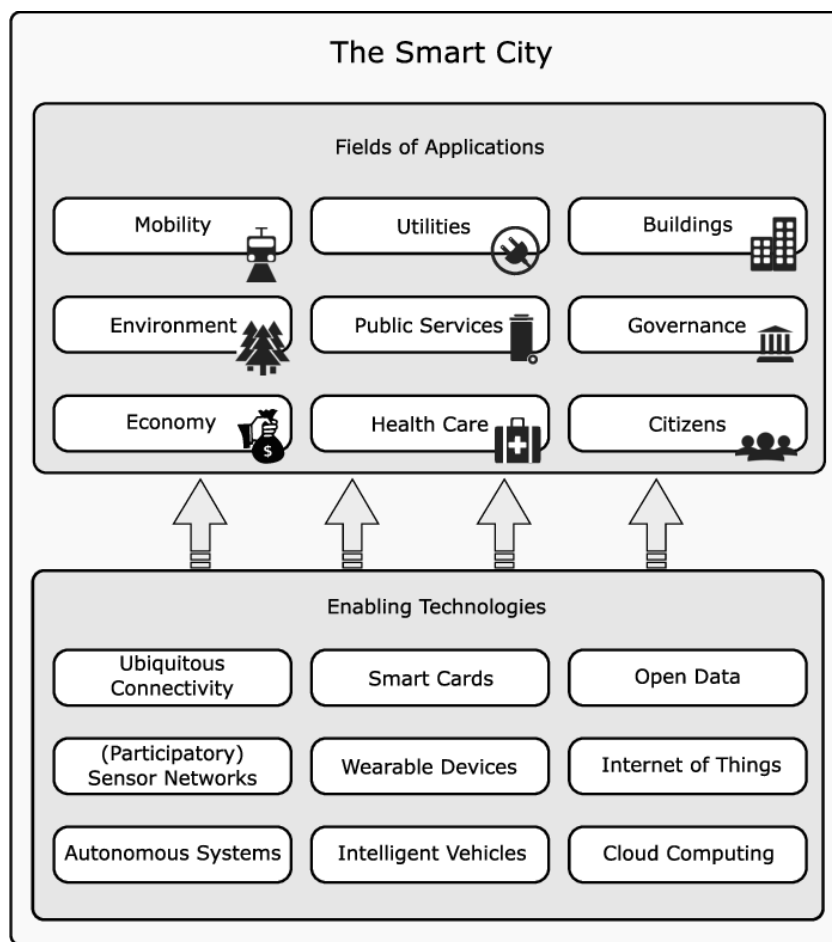 The Smart City
Fields of Applications
Mobility
Utilities
Buildings
Environment
Public Services
Governance
Economy
$
Health Care
Citizens
Enabling Technologies
Ubiquitous
Connectivity
Smart Cards
Open Data
(Participatory)
Sensor Networks
Wearable Devices
Internet of Things
Autonomous Systems
Intelligent Vehicles
Cloud Computing